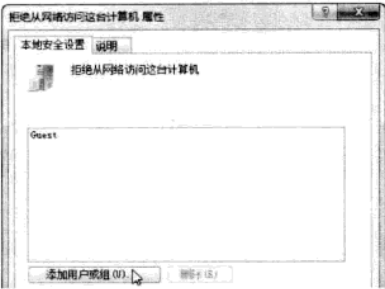 拒绝从网络访问这台计算机 属性
本地安全设置 说明
拒绝从网络访问这台计算机
Guest
添加用户或组(U)... 删除(R)